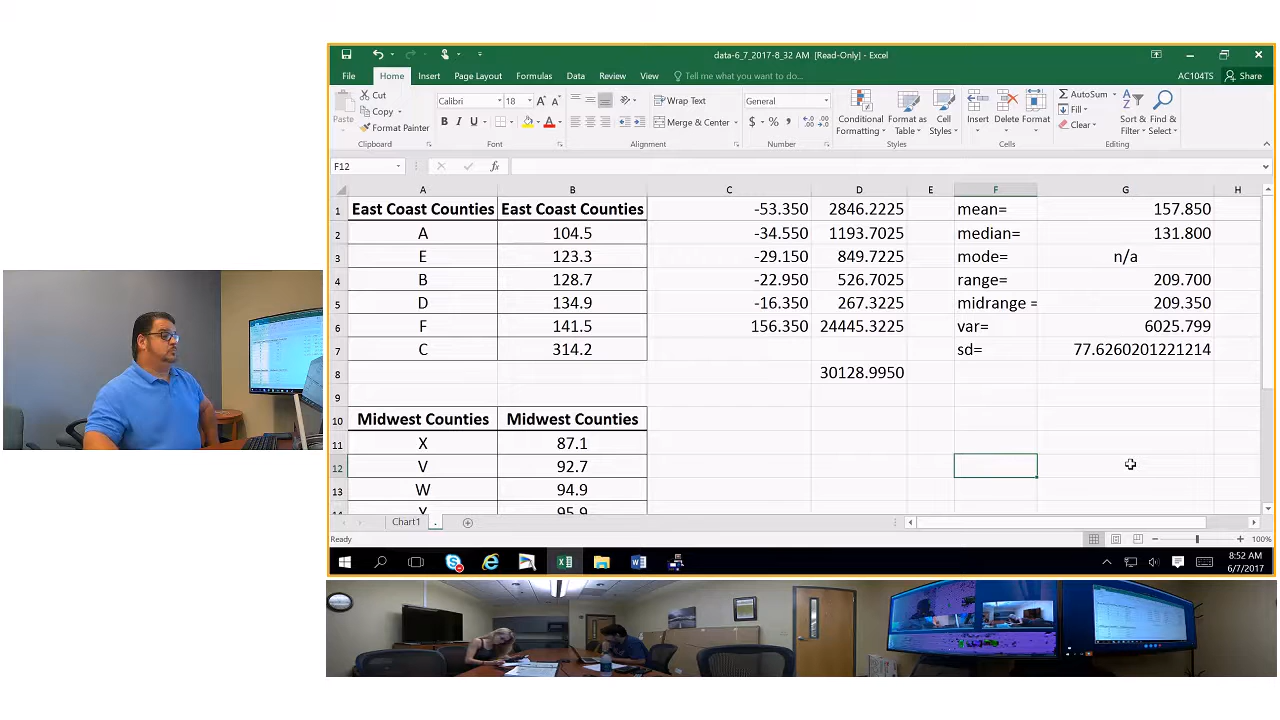 data-6_7_2017-8_32 AM [Read-Only] - Excel
File Home Insert Page Layout Formulas Data Review View Tell me what you want to do... AC104TS Share
Cut
Copy
Format Painter
Paste
Clipboard
Calibri 18
B I U
Font
Wrap Text
Merge & Center
Alignment
General
$ % ,
Number
Conditional Formatting
Format as Table
Cell Styles
Styles
Insert Delete Format
Cells
AutoSum
Fill
Clear
Sort & Filter
Find & Select
Editing
F12 fx
A B C D E F G H
1 East Coast Counties East Coast Counties -53.350 2846.2225 mean= 157.850
2 A 104.5 -34.550 1193.7025 median= 131.800
3 E 123.3 -29.150 849.7225 mode= n/a
4 B 128.7 -22.950 526.7025 range= 209.700
5 D 134.9 -16.350 267.3225 midrange = 209.350
6 F 141.5 156.350 24445.3225 var= 6025.799
7 C 314.2 sd= 77.6260201221214
8 30128.9950
9
10 Midwest Counties Midwest Counties
11 X 87.1
12 V 92.7
13 W 94.9
14 Y 95.9
Chart1 .
Ready 100%
8:52 AM
6/7/2017